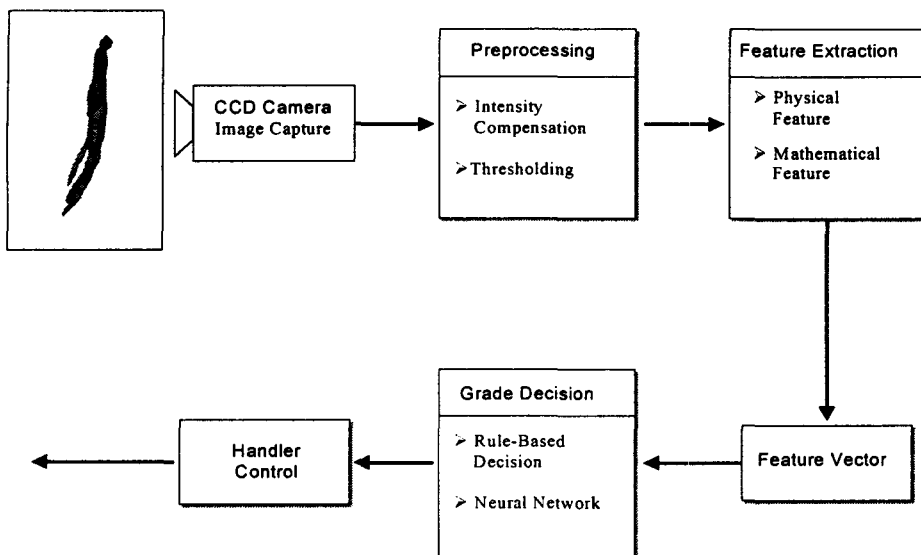 CCD Camera
Image Capture
Preprocessing
➢ Intensity
Compensation
➢Thresholding
Feature Extraction
➢ Physical
Feature
➢ Mathematical
Feature
Feature Vector
Grade Decision
➢ Rule-Based
Decision
➢ Neural Network
Handler
Control